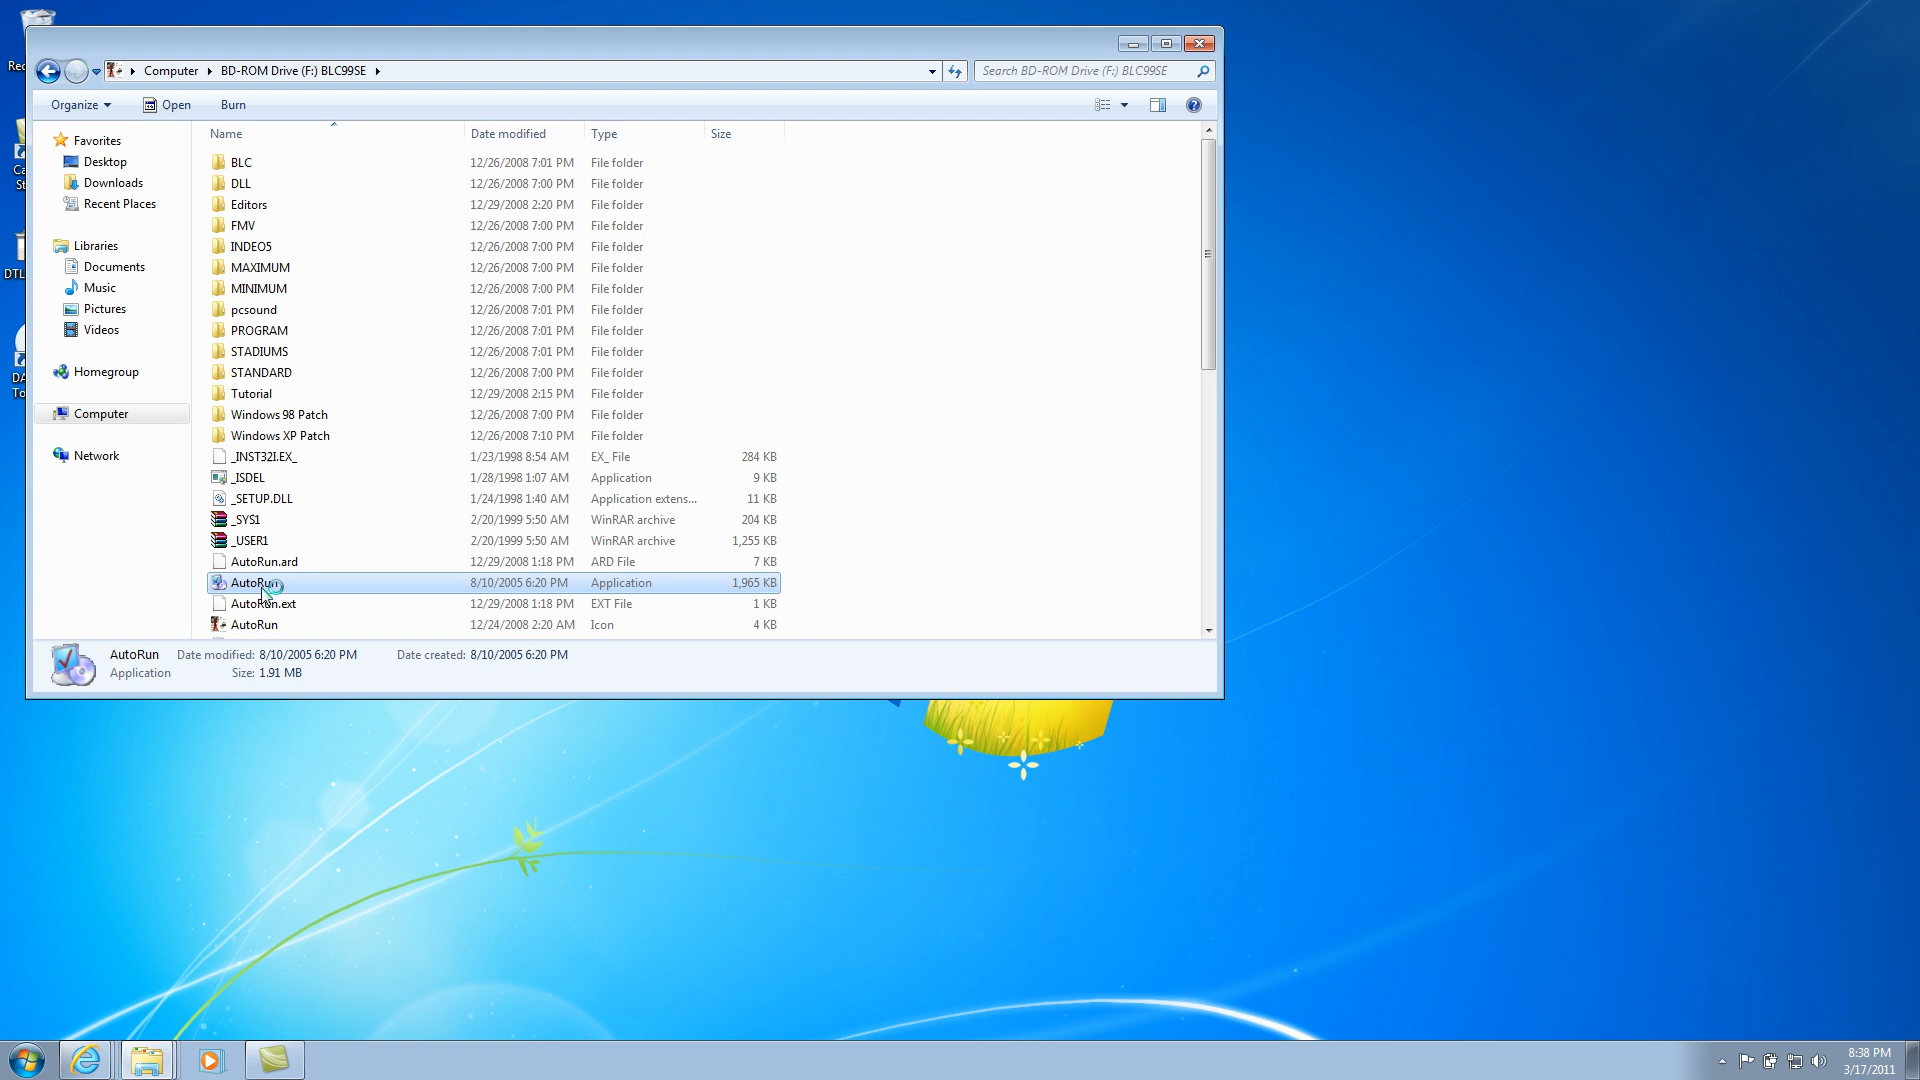 Rec
Computer BD-ROM Drive (F:) BLC99SE
Search BD-ROM Drive (F:) BLC99SE
Organize Open Burn
Name Date modified Type Size
Favorites
Desktop
Downloads
Recent Places
Libraries
Documents
Music
Pictures
Videos
Homegroup
Computer
Network
BLC 12/26/2008 7:01 PM File folder
DLL 12/26/2008 7:00 PM File folder
Editors 12/29/2008 2:20 PM File folder
FMV 12/26/2008 7:00 PM File folder
INDEO5 12/26/2008 7:00 PM File folder
MAXIMUM 12/26/2008 7:00 PM File folder
MINIMUM 12/26/2008 7:00 PM File folder
pcsound 12/26/2008 7:01 PM File folder
PROGRAM 12/26/2008 7:01 PM File folder
STADIUMS 12/26/2008 7:01 PM File folder
STANDARD 12/26/2008 7:00 PM File folder
Tutorial 12/29/2008 2:15 PM File folder
Windows 98 Patch 12/26/2008 7:00 PM File folder
Windows XP Patch 12/26/2008 7:10 PM File folder
_INST32I.EX_ 1/23/1998 8:54 AM EX_ File 284 KB
_ISDEL 1/28/1998 1:07 AM Application 9 KB
_SETUP.DLL 1/24/1998 1:40 AM Application extens... 11 KB
_SYS1 2/20/1999 5:50 AM WinRAR archive 204 KB
_USER1 2/20/1999 5:50 AM WinRAR archive 1,255 KB
AutoRun.ard 12/29/2008 1:18 PM ARD File 7 KB
AutoRun 8/10/2005 6:20 PM Application 1,965 KB
AutoRun.ext 12/29/2008 1:18 PM EXT File 1 KB
AutoRun 12/24/2008 2:20 AM Icon 4 KB
AutoRun Date modified: 8/10/2005 6:20 PM Date created: 8/10/2005 6:20 PM
Application Size: 1.91 MB
Ca
St
DTL
DA
To
8:38 PM
3/17/2011